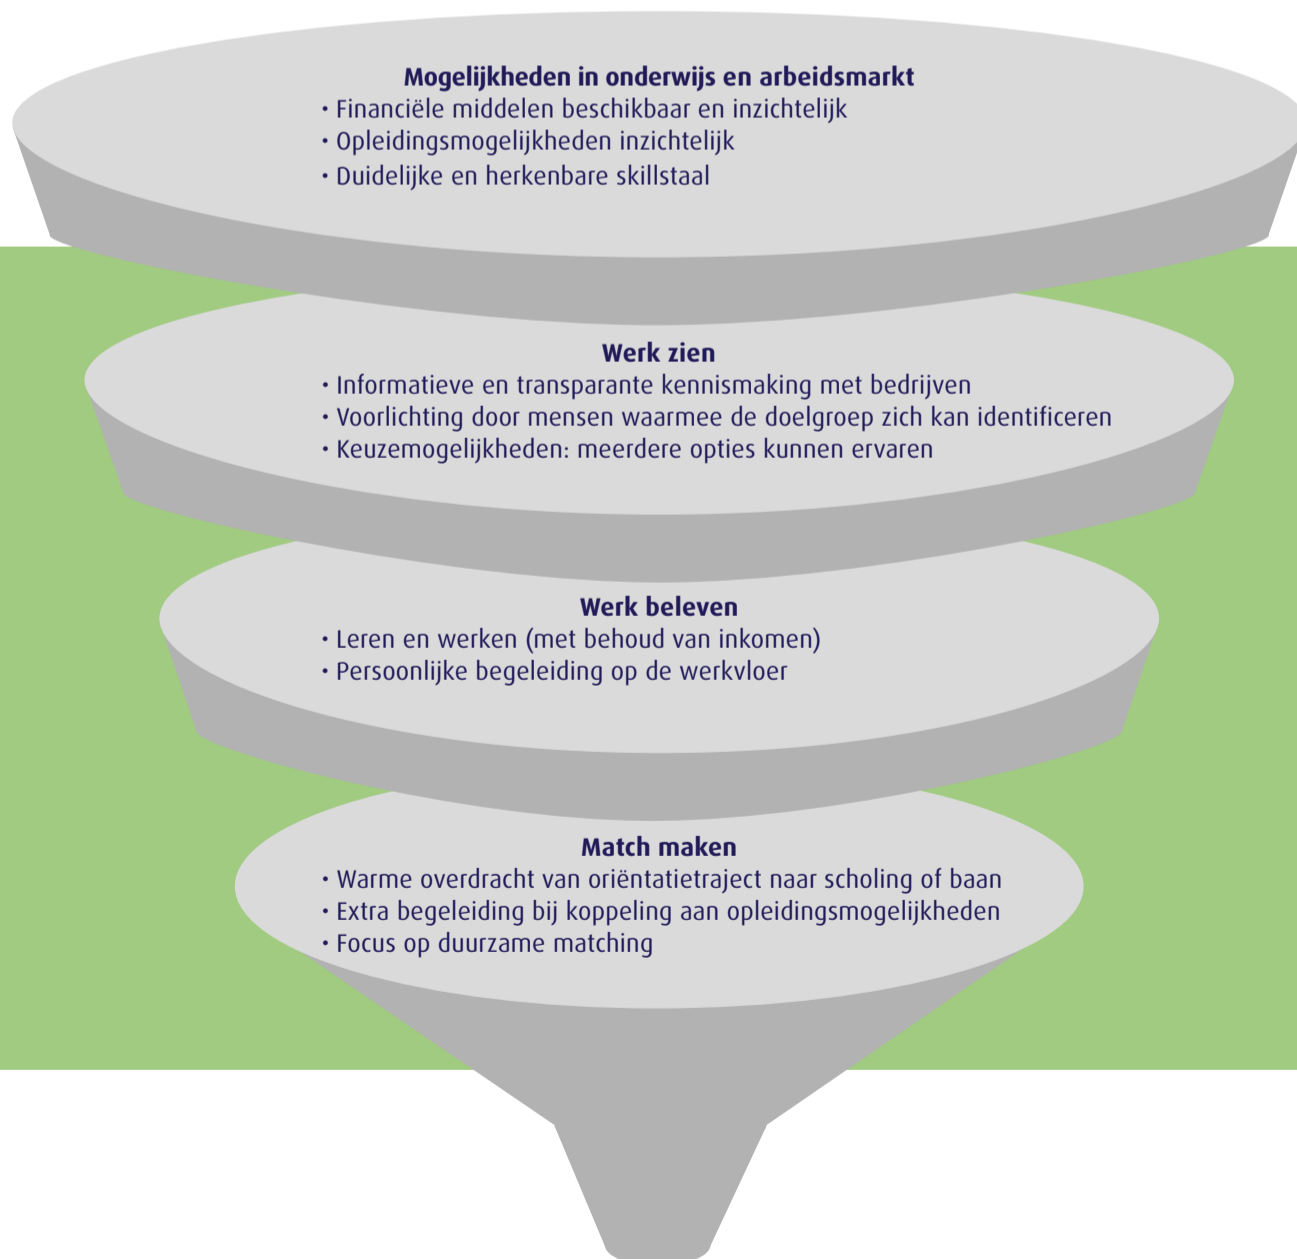 Mogelijkheden in onderwijs en arbeidsmarkt
• Financiële middelen beschikbaar en inzichtelijk
• Opleidingsmogelijkheden inzichtelijk
• Duidelijke en herkenbare skillstaal
Werk zien
• Informatieve en transparante kennismaking met bedrijven
• Voorlichting door mensen waarmee de doelgroep zich kan identificeren
• Keuzemogelijkheden: meerdere opties kunnen ervaren
Werk beleven
• Leren en werken (met behoud van inkomen)
• Persoonlijke begeleiding op de werkvloer
Match maken
• Warme overdracht van oriëntatietraject naar scholing of baan
• Extra begeleiding bij koppeling aan opleidingsmogelijkheden
• Focus op duurzame matching